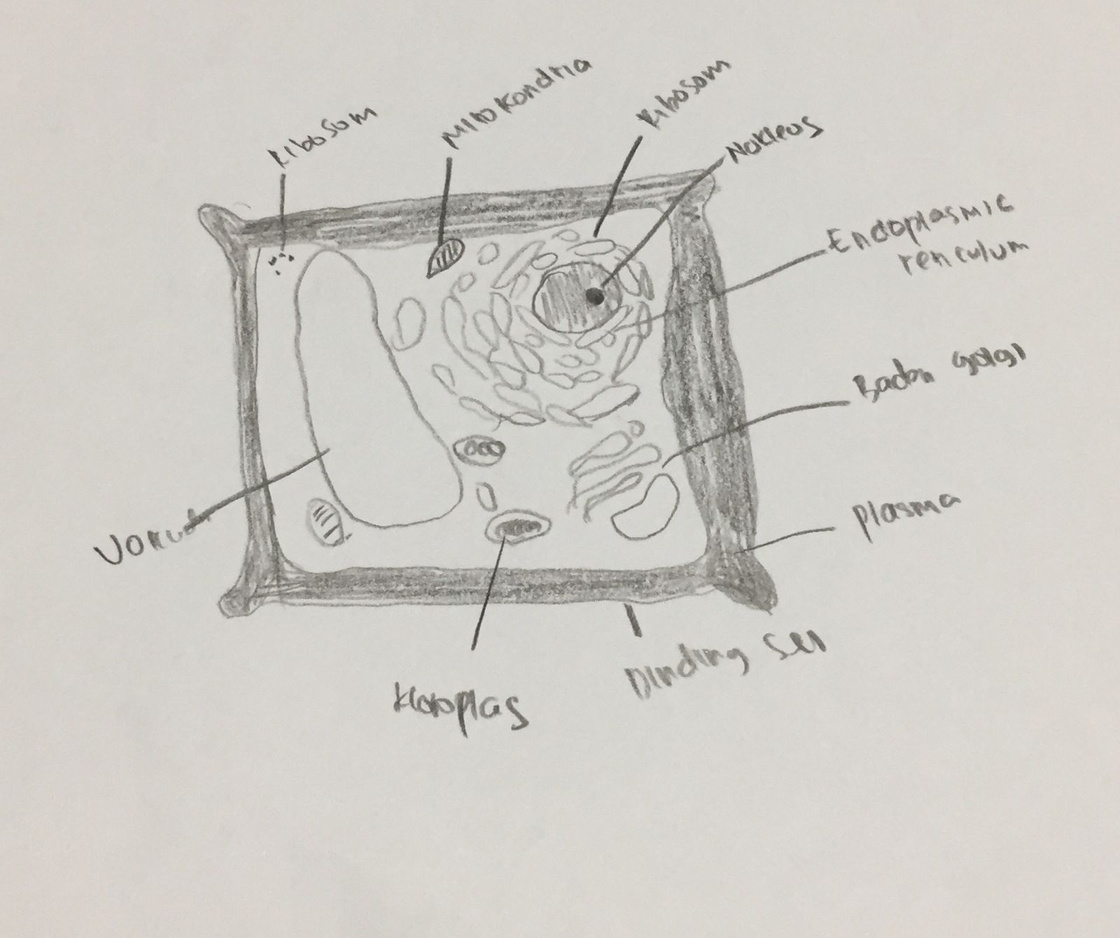 Ribosom
Mitokondria
Ribosom
Nukleus
Endoplasmic
reticulum
Badan golgi
Plasma
Dinding sel
Kloroplas